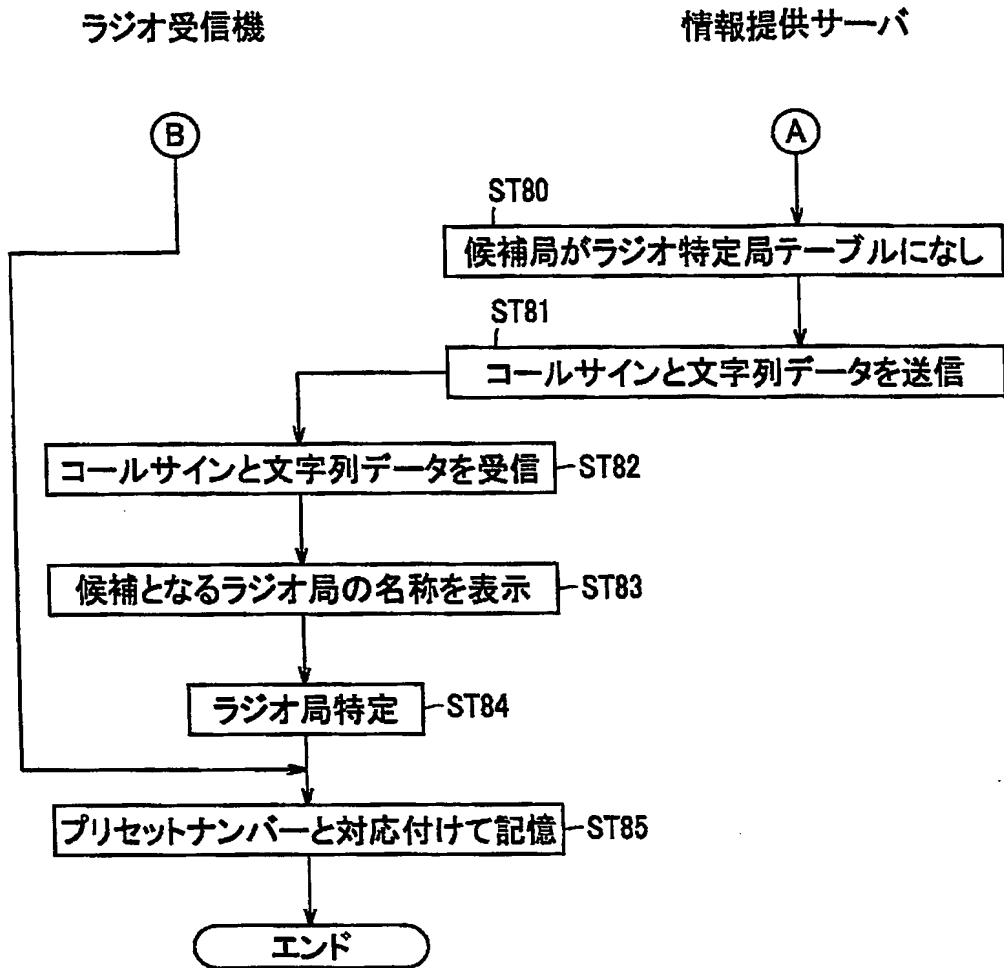 ラジオ受信機
情報提供サーバ
B
A
ST80
候補局がラジオ特定局テーブルになし
ST81
コールサインと文字列データを送信
コールサインと文字列データを受信
ST82
候補となるラジオ局の名称を表示
ST83
ラジオ局特定
ST84
プリセットナンバーと対応付けて記憶
ST85
エンド